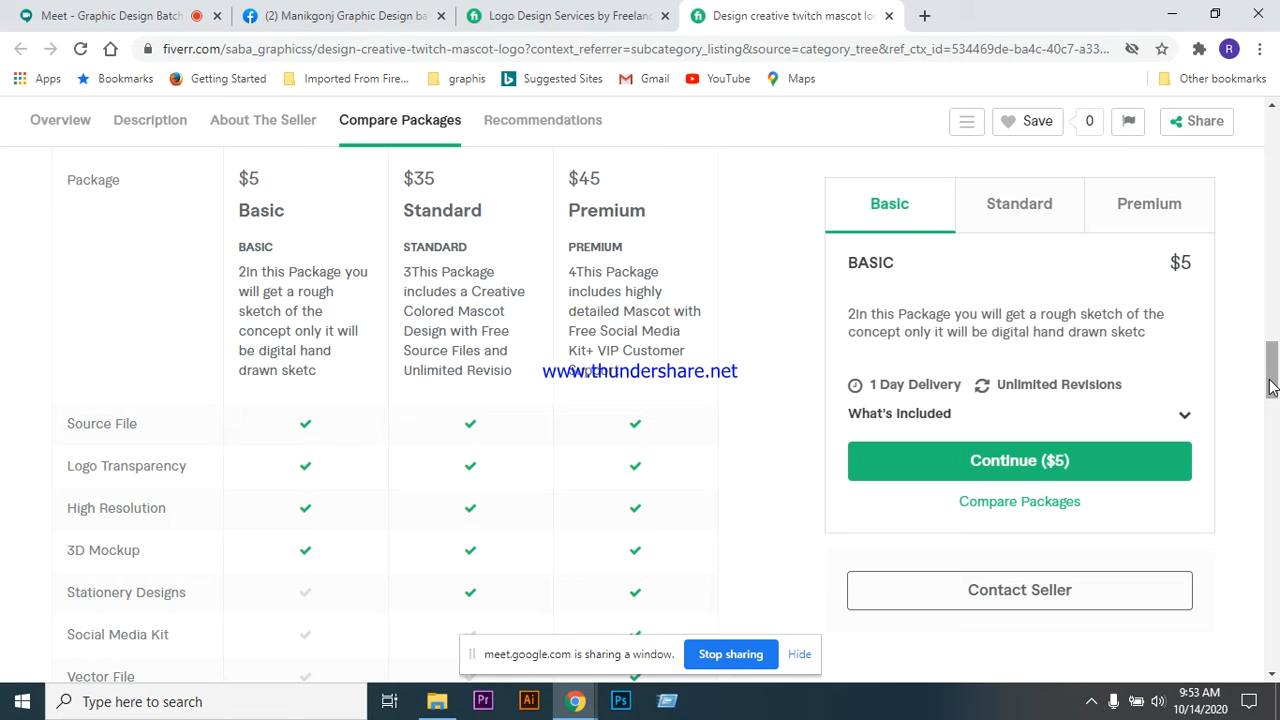 Meet - Graphic Design Batch
(2) Manikgonj Graphic Design ba
Logo Design Services by Freelanc
Design creative twitch mascot lo
fiverr.com/saba_graphicss/design-creative-twitch-mascot-logo?context_referrer=subcategory_listing&source=category_tree&ref_ctx_id=534469de-ba4c-40c7-a33...
R
Apps
Bookmarks
Getting Started
Imported From Fire...
graphis
Suggested Sites
Gmail
YouTube
Maps
Other bookmarks
Overview
Description
About The Seller
Compare Packages
Recommendations
Save
0
Share
Package
$5
Basic
BASIC
2In this Package you
will get a rough
sketch of the
concept only it will
be digital hand
drawn sketc
$35
Standard
STANDARD
3This Package
includes a Creative
Colored Mascot
Design with Free
Source Files and
Unlimited Revisio
$45
Premium
PREMIUM
4This Package
includes highly
detailed Mascot with
Free Social Media
Kit+ VIP Customer
www.thundershare.net
Source File
Logo Transparency
High Resolution
3D Mockup
Stationery Designs
Social Media Kit
Vector File
Basic
Standard
Premium
BASIC
$5
2In this Package you will get a rough sketch of the
concept only it will be digital hand drawn sketc
1 Day Delivery
Unlimited Revisions
What's Included
Continue ($5)
Compare Packages
Contact Seller
meet.google.com is sharing a window.
Stop sharing
Hide
Type here to search
Pr
Ai
Ps
9:53 AM
10/14/2020